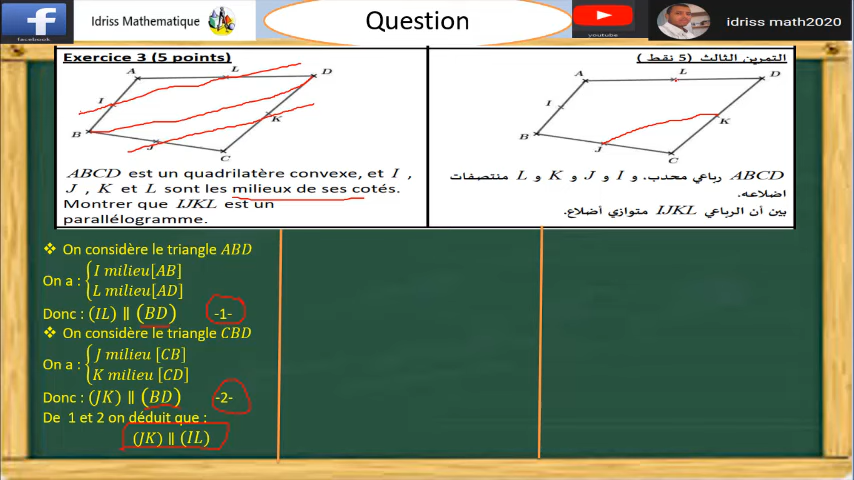 facebook
Idriss Mathematique
Question
youtube
idriss math2020
Exercice 3 (5 points)
A
L
D
I
K
B
J
C
ABCD est un quadrilatère convexe, et I ,
J , K et L sont les milieux de ses cotés.
Montrer que IJKL est un
parallélogramme.
التمرين الثالث (5 نقط )
A
L
D
I
K
B
J
C
ABCD رباعي محدب. و I و J و K و L منتصفات
اضلاعه.
بين أن الرباعي IJKL متوازي أضلاع.
❖ On considère le triangle ABD
On a : { I milieu[AB]
L milieu[AD]
Donc : (IL) ∥ (BD) -1-
❖ On considère le triangle CBD
On a : { J milieu [CB]
K milieu [CD]
Donc : (JK) ∥ (BD) -2-
De 1 et 2 on déduit que :
(JK) ∥ (IL)